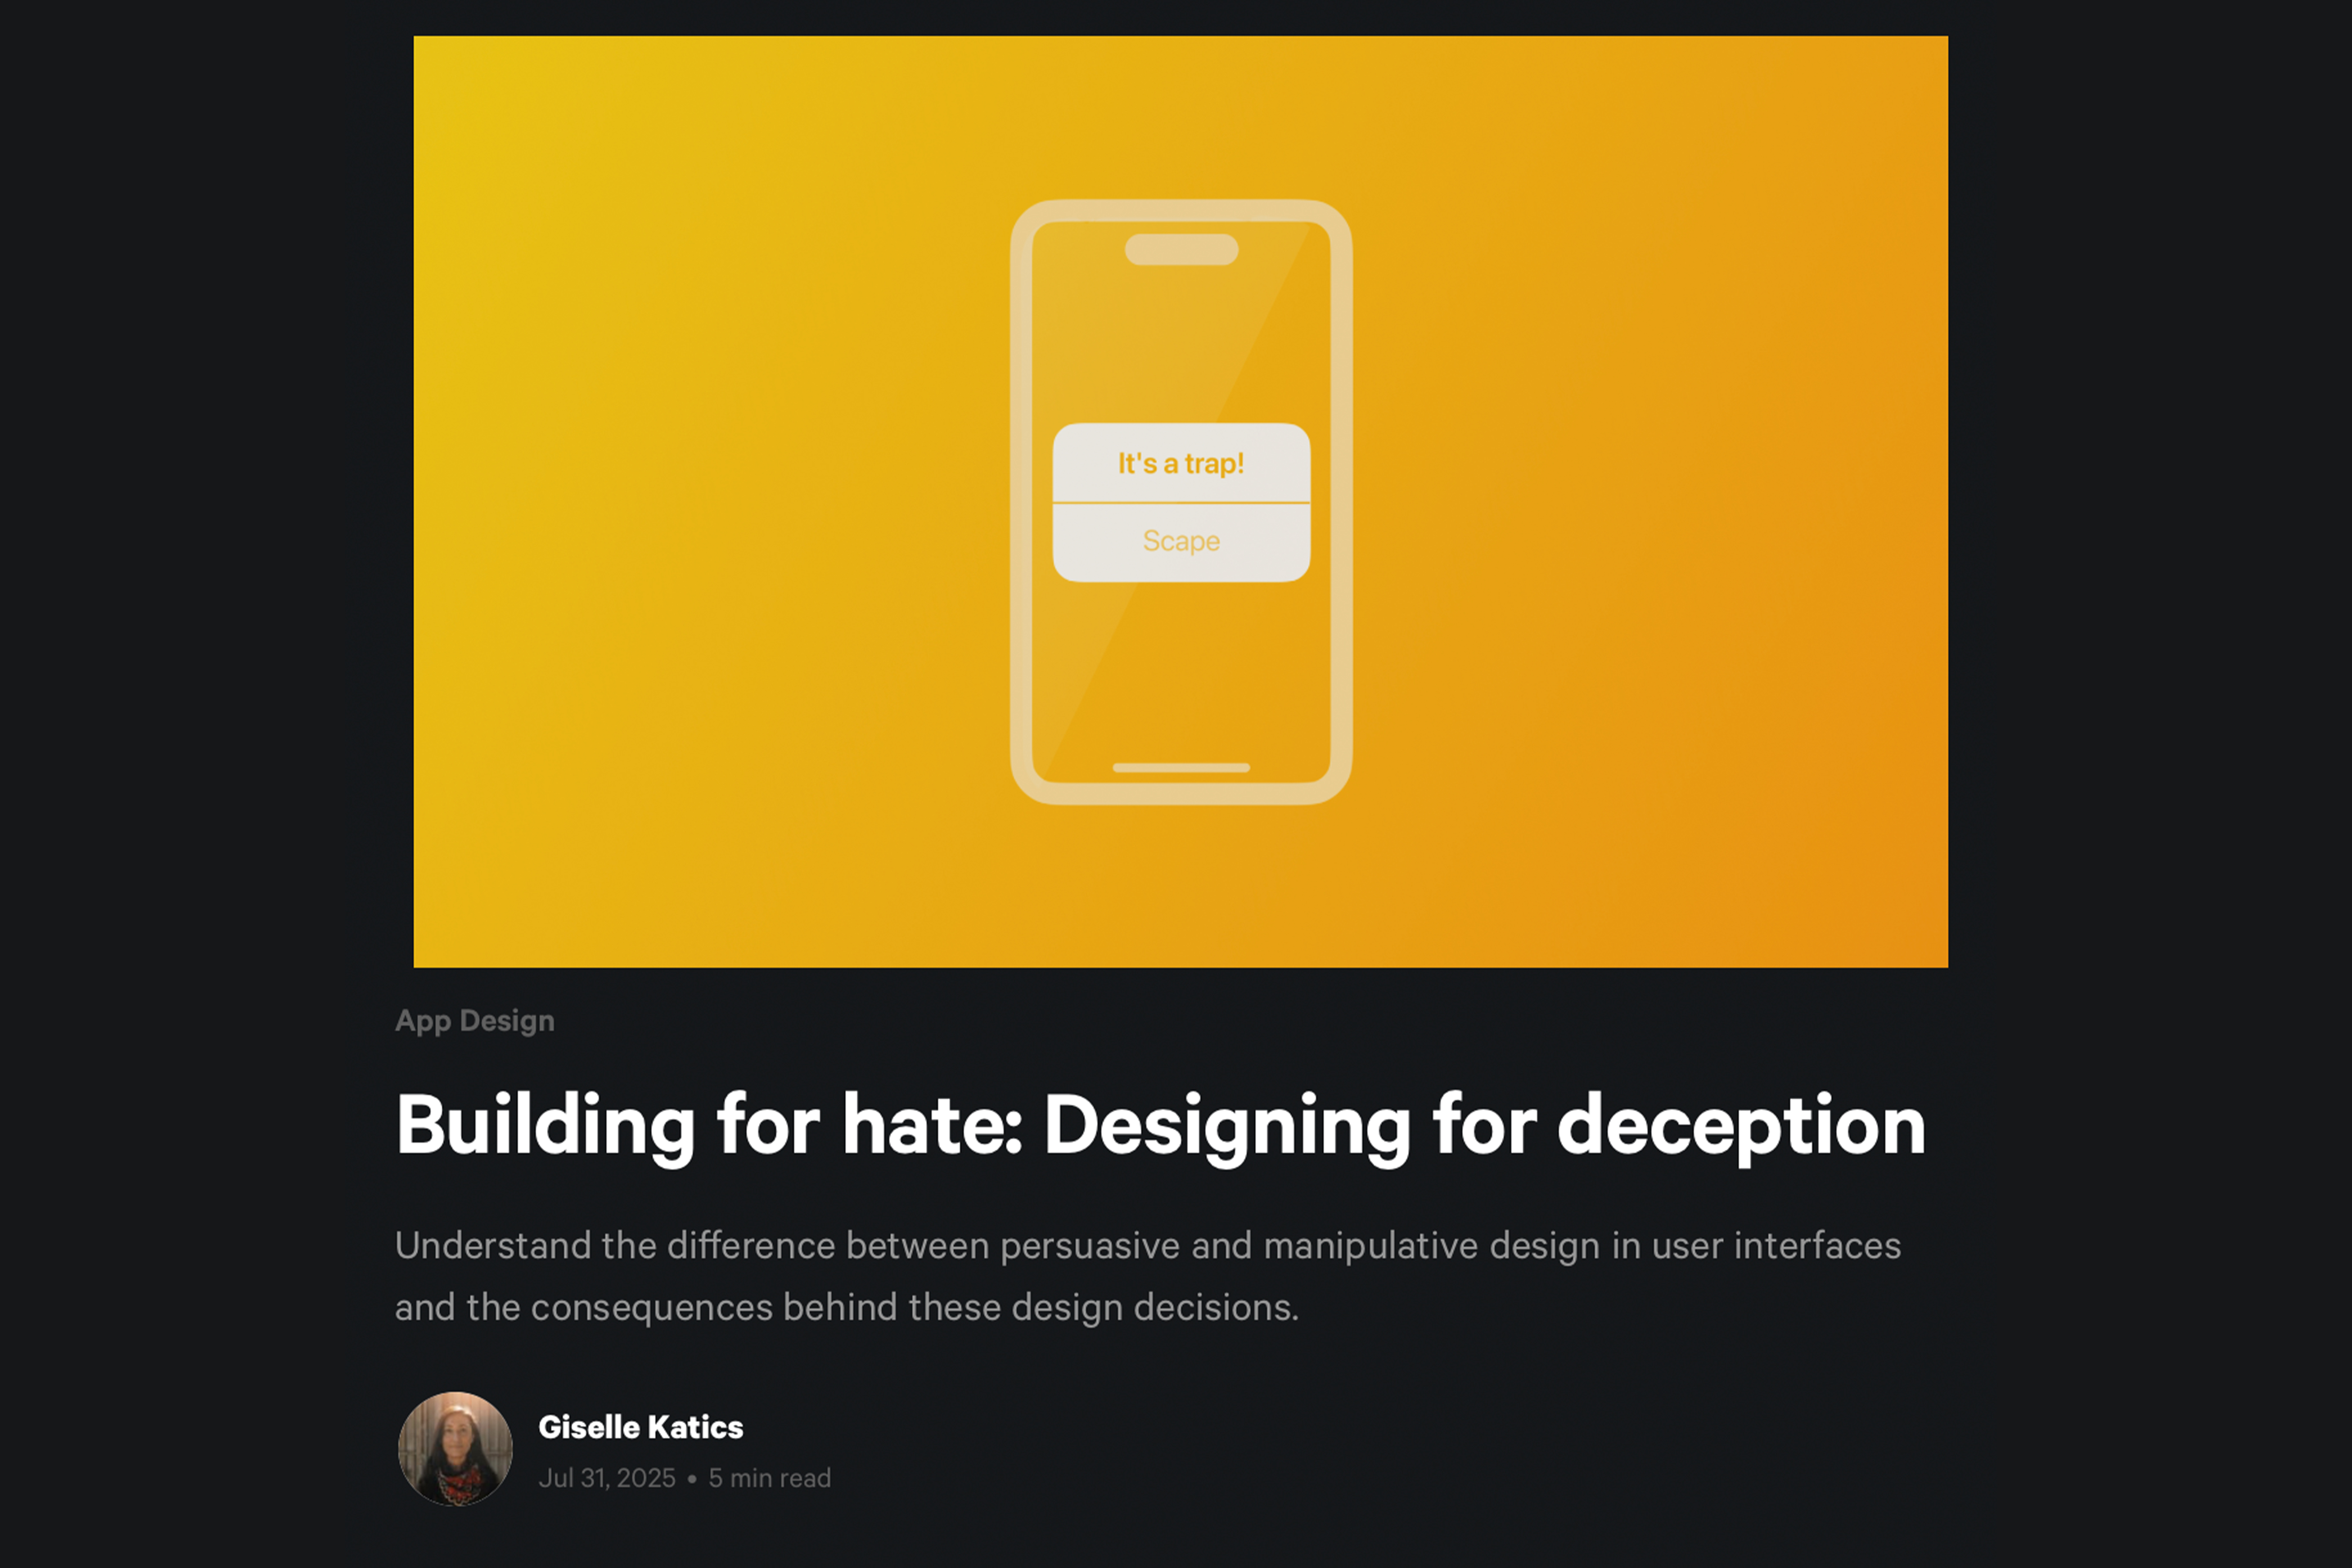 It's a trap!
Scape
App Design
Building for hate: Designing for deception
Understand the difference between persuasive and manipulative design in user interfaces
and the consequences behind these design decisions.
Giselle Katics
Jul 31, 2025 • 5 min read